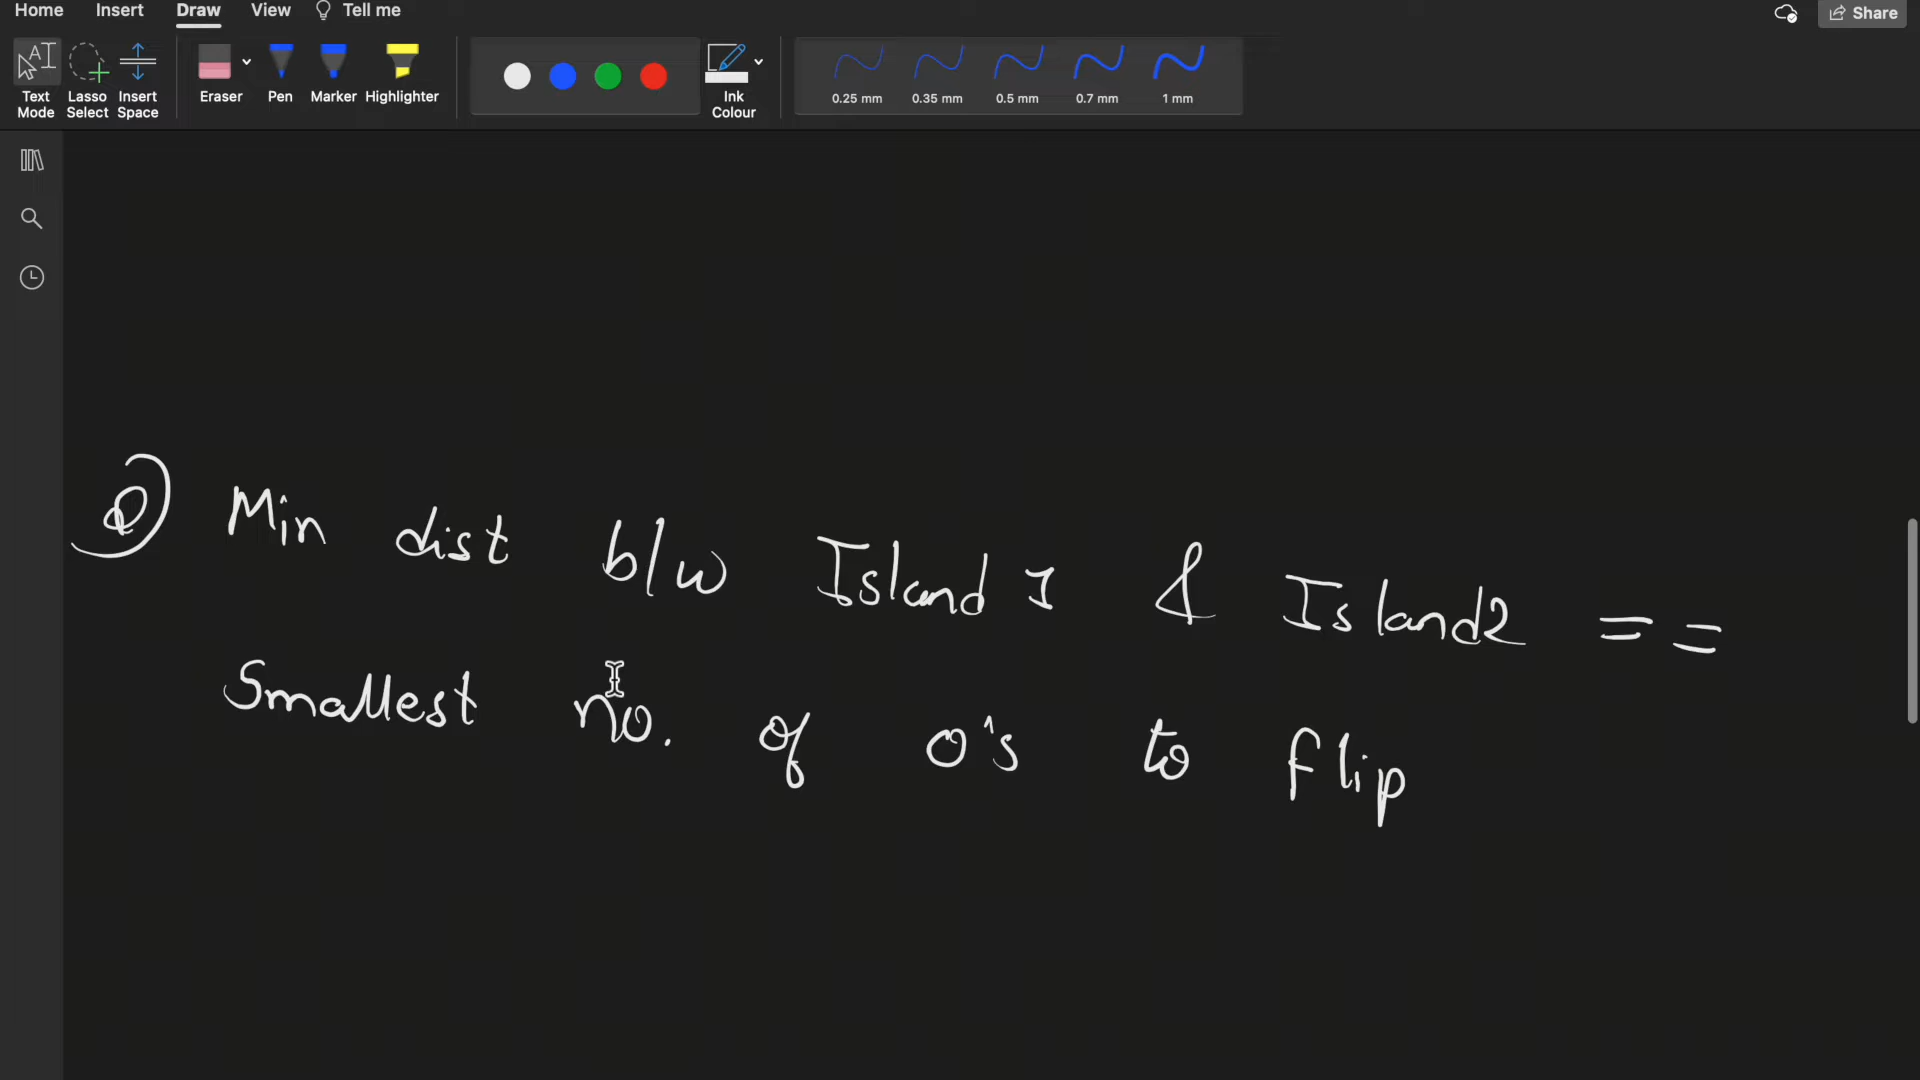 Home Insert Draw View Tell me Share
Text Mode Lasso Select Insert Space Eraser Pen Marker Highlighter Ink Colour 0.25 mm 0.35 mm 0.5 mm 0.7 mm 1 mm
Q) Min dist b/w Island 1 & Island2 ==
Smallest no. of 0's to flip